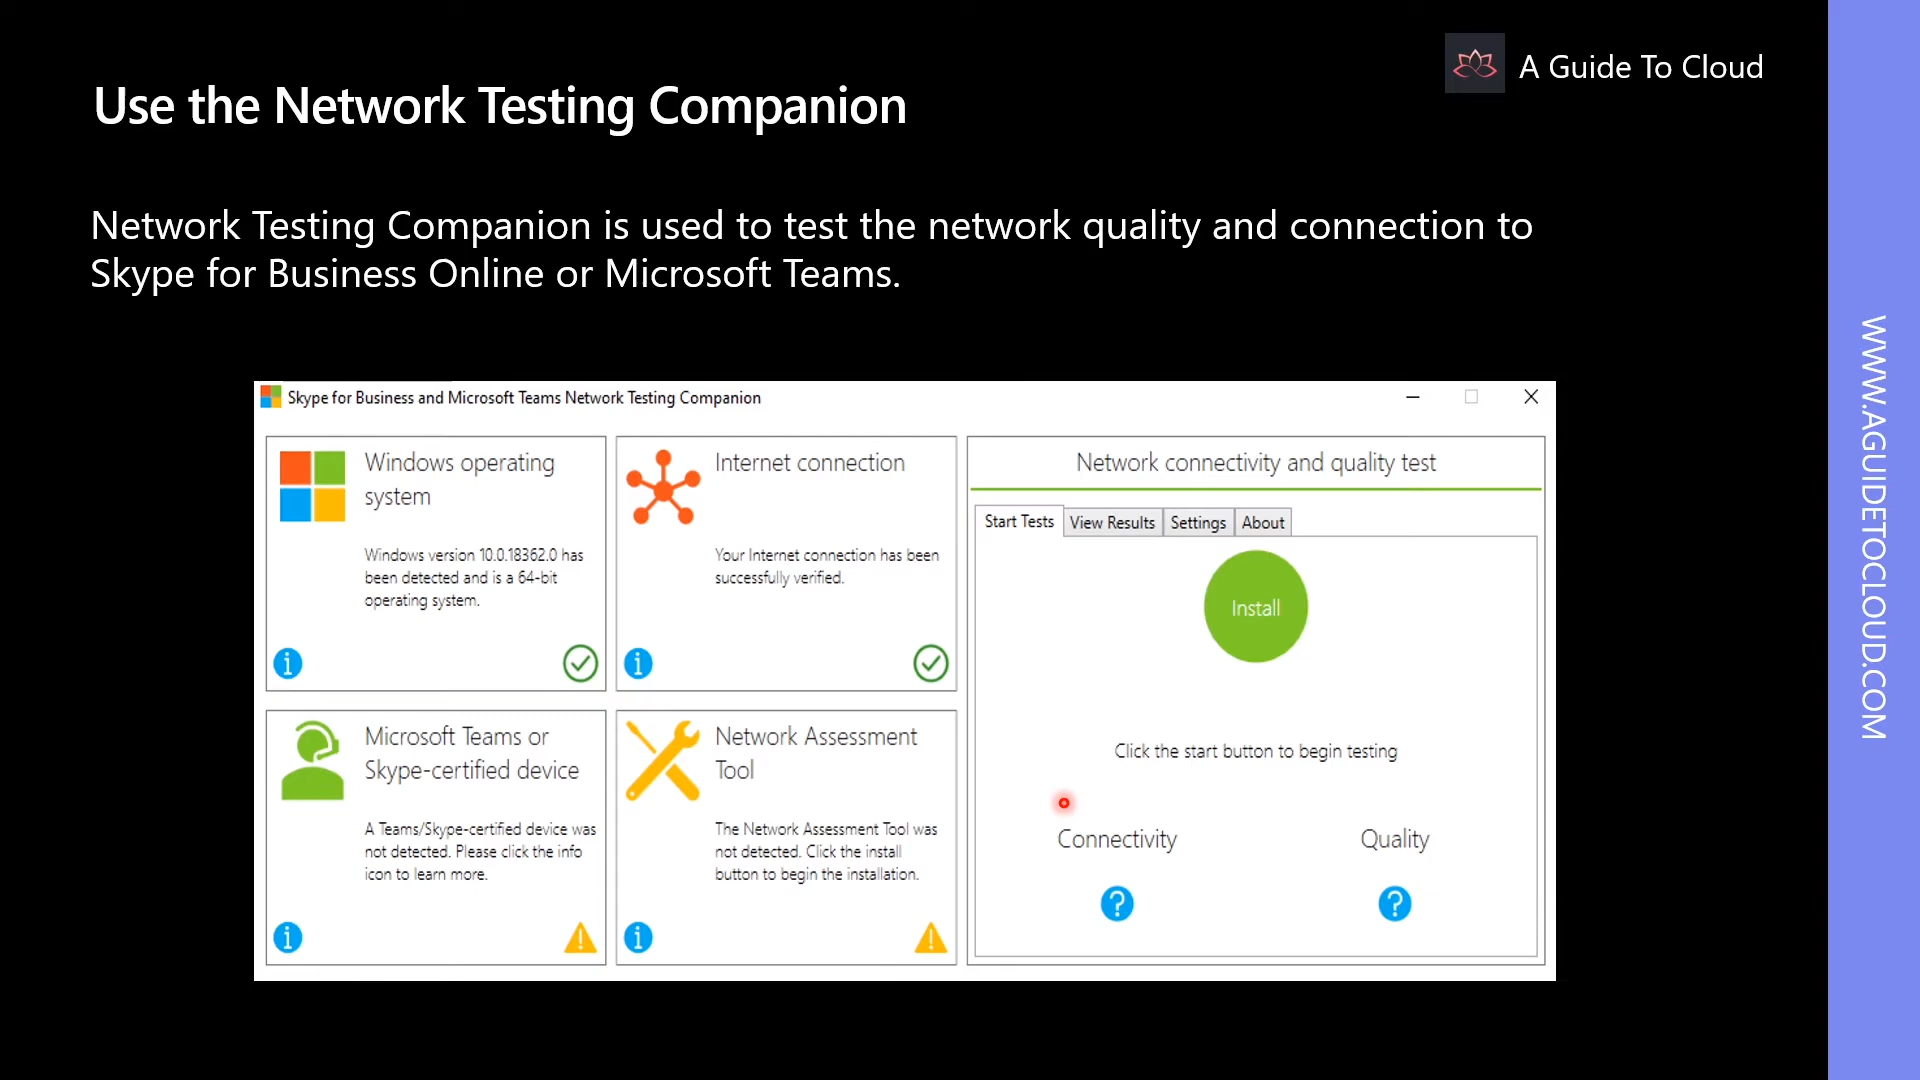 A Guide To Cloud
Use the Network Testing Companion
Network Testing Companion is used to test the network quality and connection to
Skype for Business Online or Microsoft Teams.
Skype for Business and Microsoft Teams Network Testing Companion
Windows operating
system
Windows version 10.0.18362.0 has
been detected and is a 64-bit
operating system.
Internet connection
Your Internet connection has been
successfully verified.
Microsoft Teams or
Skype-certified device
A Teams/Skype-certified device was
not detected. Please click the info
icon to learn more.
Network Assessment
Tool
The Network Assessment Tool was
not detected. Click the install
button to begin the installation.
Network connectivity and quality test
Start Tests View Results Settings About
Install
Click the start button to begin testing
Connectivity Quality
WWW.AGUIDETOCLOUD.COM